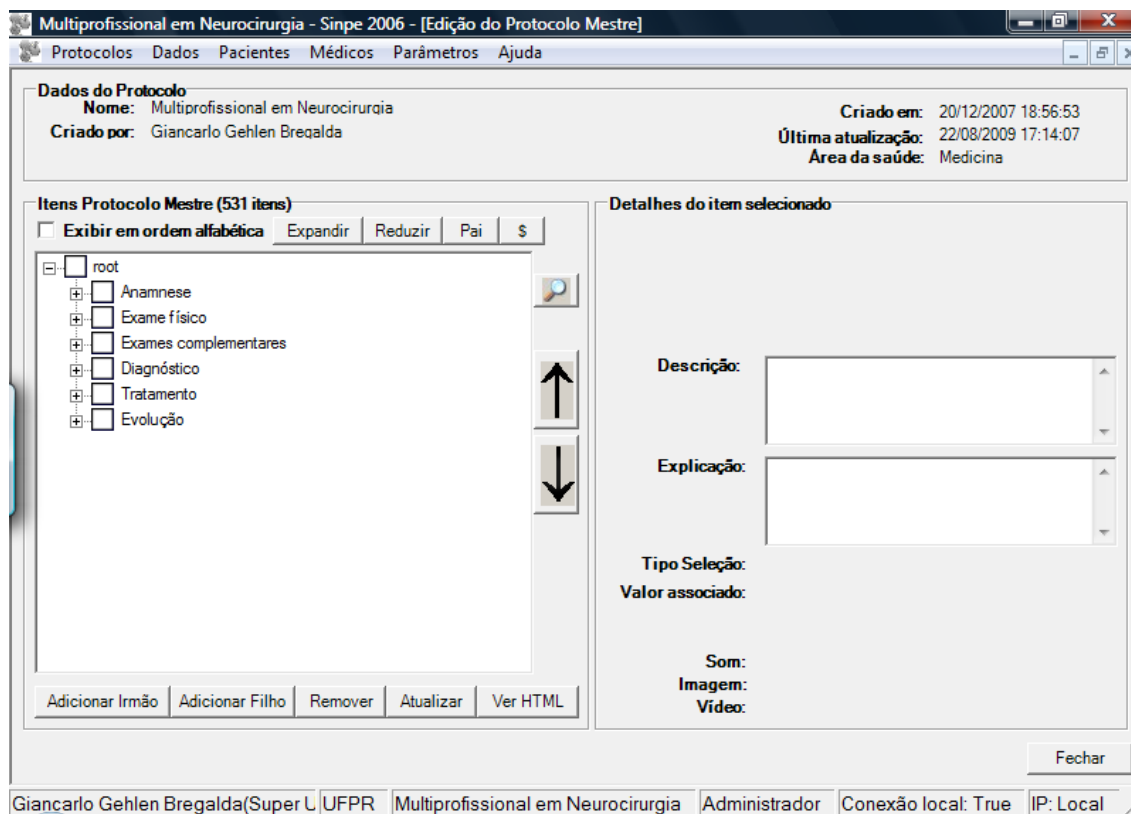 Multiprofissional em Neurocirurgia - Sinpe 2006 - [Edição do Protocolo Mestre]
Protocolos Dados Pacientes Médicos Parâmetros Ajuda
Dados do Protocolo
Nome: Multiprofissional em Neurocirurgia
Criado por: Giancarlo Gehlen Bregalda
Criado em: 20/12/2007 18:56:53
Última atualização: 22/08/2009 17:14:07
Área da saúde: Medicina
Itens Protocolo Mestre (531 itens)
Exibir em ordem alfabética Expandir Reduzir Pai $
root
Anamnese
Exame físico
Exames complementares
Diagnóstico
Tratamento
Evolução
Adicionar Irmão Adicionar Filho Remover Atualizar Ver HTML
Detalhes do item selecionado
Descrição:
Explicação:
Tipo Seleção:
Valor associado:
Som:
Imagem:
Vídeo:
Fechar
Giancarlo Gehlen Bregalda(Super U UFPR Multiprofissional em Neurocirurgia Administrador Conexão local: True IP: Local